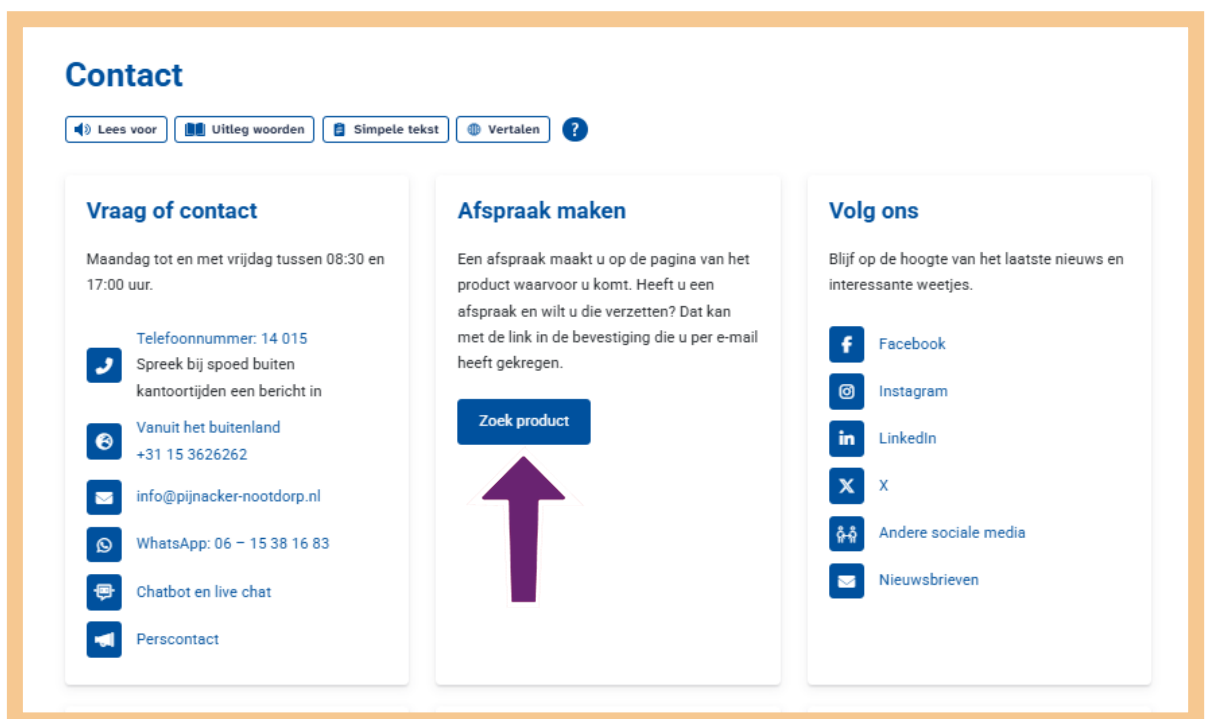 Contact
Lees voor
Uitleg woorden
Simpele tekst
Vertalen
?
Vraag of contact
Maandag tot en met vrijdag tussen 08:30 en
17:00 uur.
Telefoonnummer: 14 015
Spreek bij spoed buiten
kantoortijden een bericht in
Vanuit het buitenland
+31 15 3626262
info@pijnacker-nootdorp.nl
WhatsApp: 06 – 15 38 16 83
Chatbot en live chat
Perscontact
Afspraak maken
Een afspraak maakt u op de pagina van het
product waarvoor u komt. Heeft u een
afspraak en wilt u die verzetten? Dat kan
met de link in de bevestiging die u per e-mail
heeft gekregen.
Zoek product
Volg ons
Blijf op de hoogte van het laatste nieuws en
interessante weetjes.
Facebook
Instagram
LinkedIn
X
Andere sociale media
Nieuwsbrieven